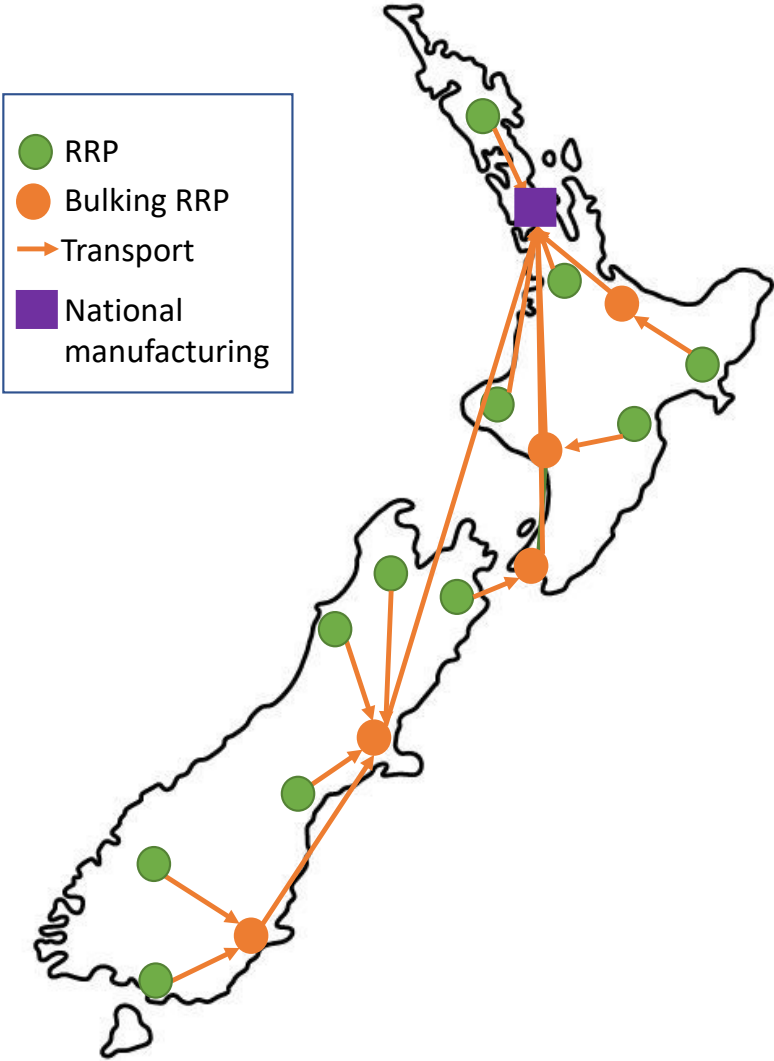 RRP
Bulking RRP
Transport
National
manufacturing